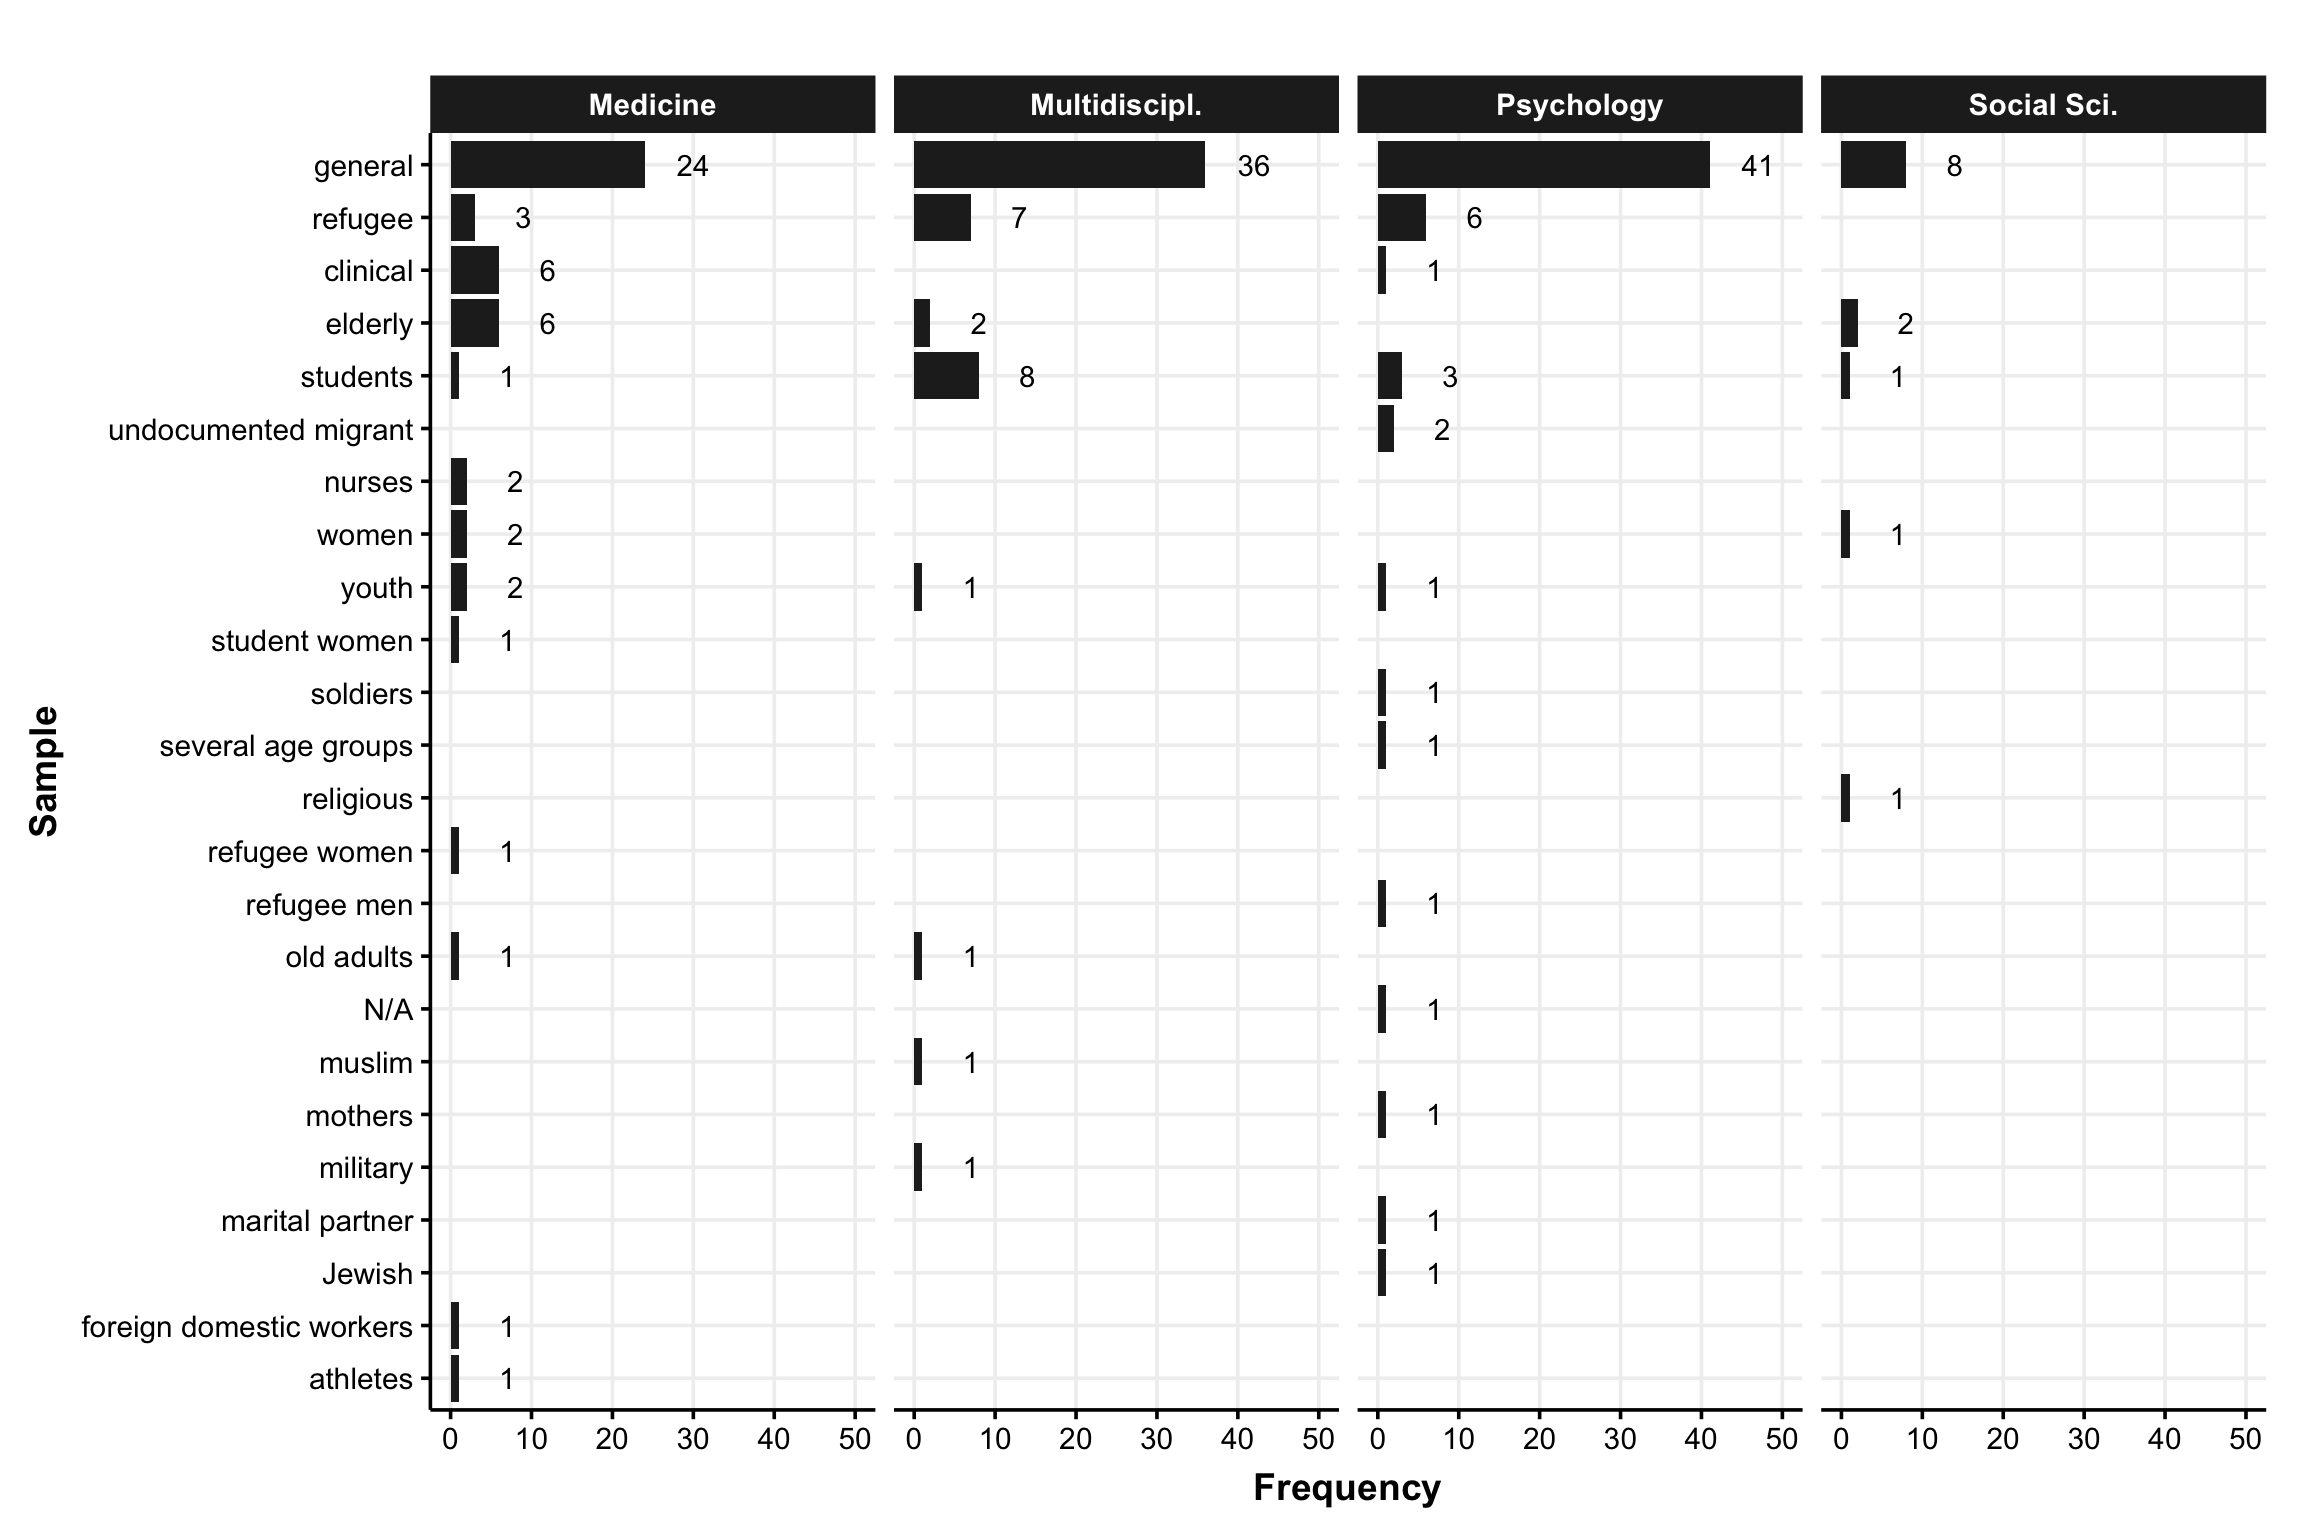 Medicine Multidiscipl. Psychology Social Sci.
general 24 36 41 8
refugee 3 7 6
clinical 6 1
elderly 6 2 2
students 1 8 3 1
undocumented migrant 2
nurses 2
women 2 1
youth 2 1 1
student women 1
soldiers 1
several age groups 1
religious 1
refugee women 1
refugee men 1
old adults 1 1
N/A 1
muslim 1
mothers 1
military 1
marital partner 1
Jewish 1
foreign domestic workers 1
athletes 1
0 10 20 30 40 50 0 10 20 30 40 50 0 10 20 30 40 50 0 10 20 30 40 50
Frequency
Sample